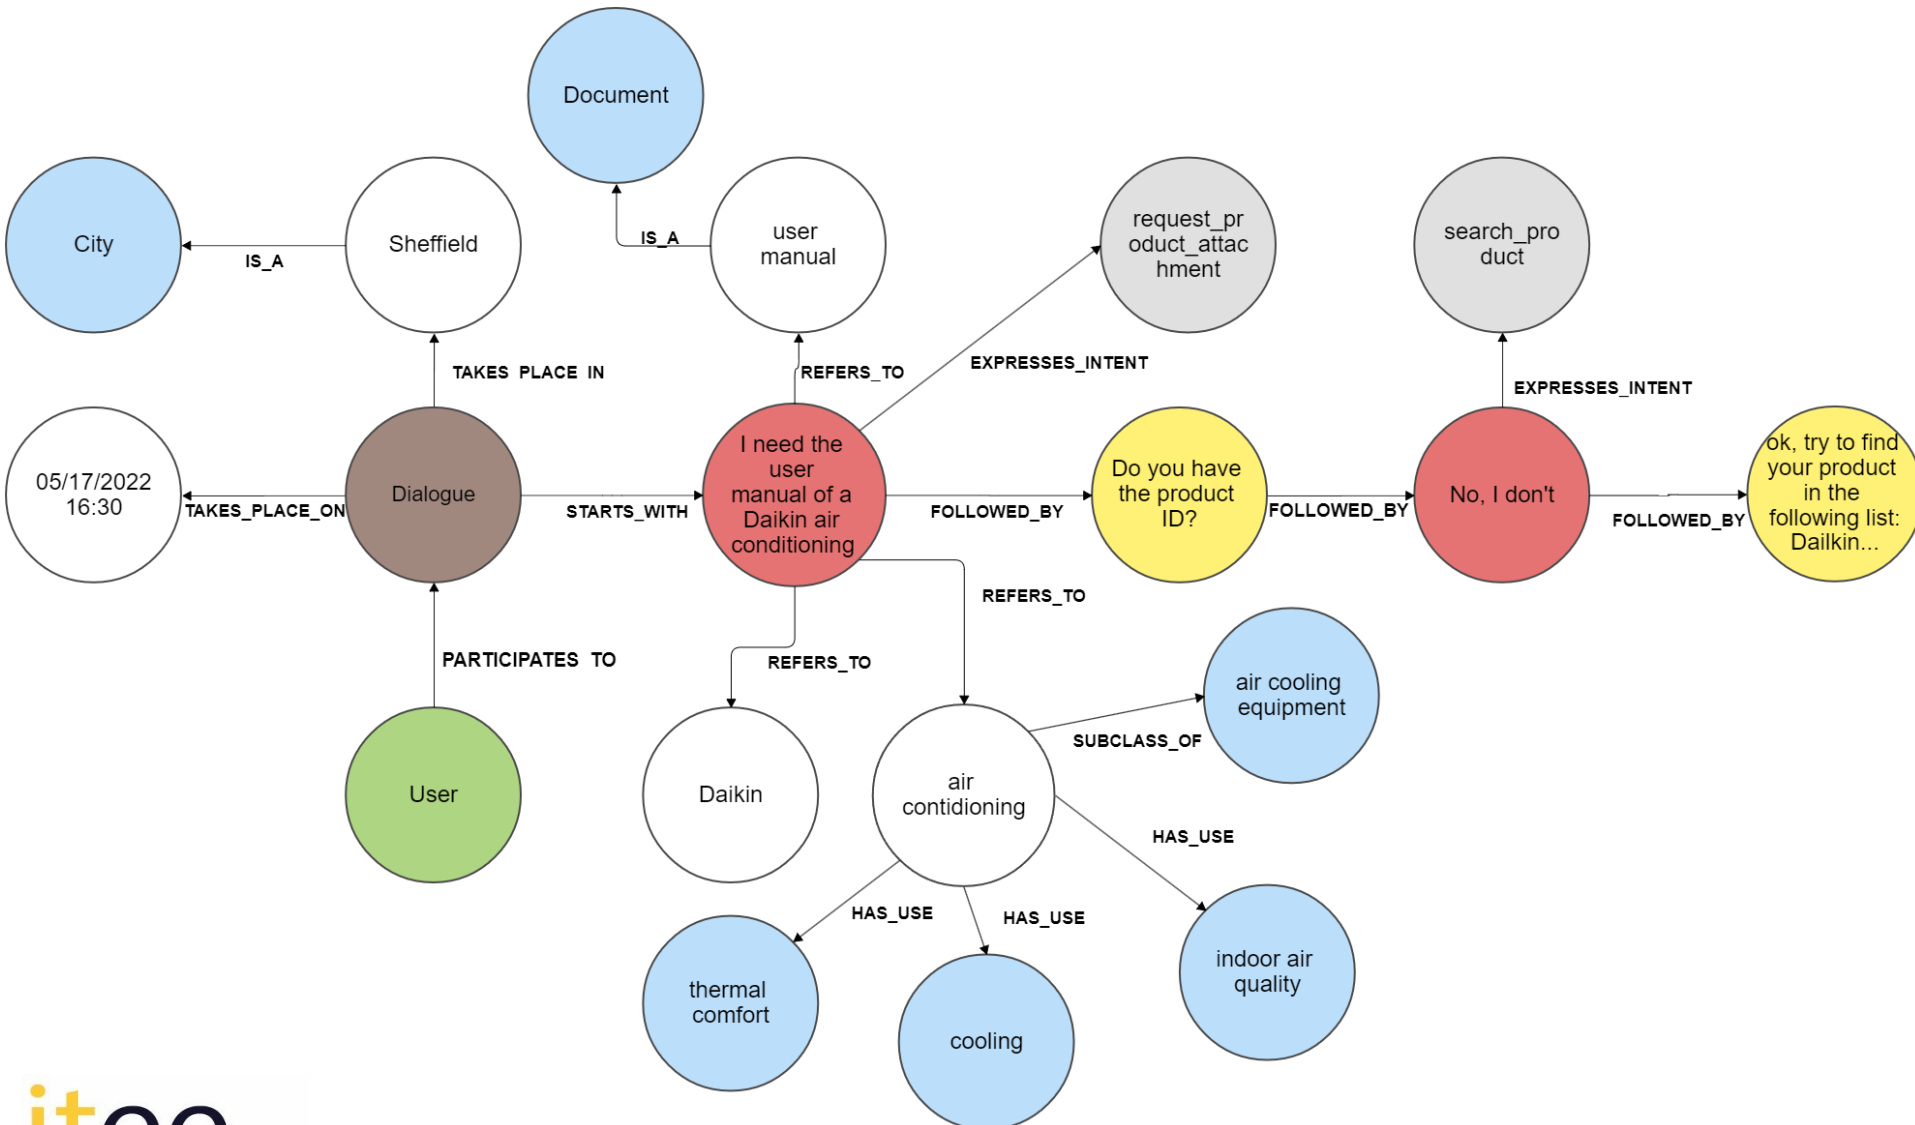 Document
City
IS_A
Sheffield
IS_A
user
manual
request_pr
oduct_attac
hment
search_pro
duct
TAKES PLACE IN
REFERS_TO
EXPRESSES_INTENT
EXPRESSES_INTENT
05/17/2022
16:30
TAKES_PLACE_ON
Dialogue
STARTS_WITH
I need the
user
manual of a
Daikin air
conditioning
FOLLOWED_BY
Do you have
the product
ID?
FOLLOWED_BY
No, I don't
FOLLOWED_BY
ok, try to find
your product
in the
following list:
Dailkin...
REFERS_TO
PARTICIPATES TO
REFERS_TO
air cooling
equipment
SUBCLASS_OF
User
Daikin
air
contidioning
HAS_USE
HAS_USE
HAS_USE
thermal
comfort
cooling
indoor air
quality